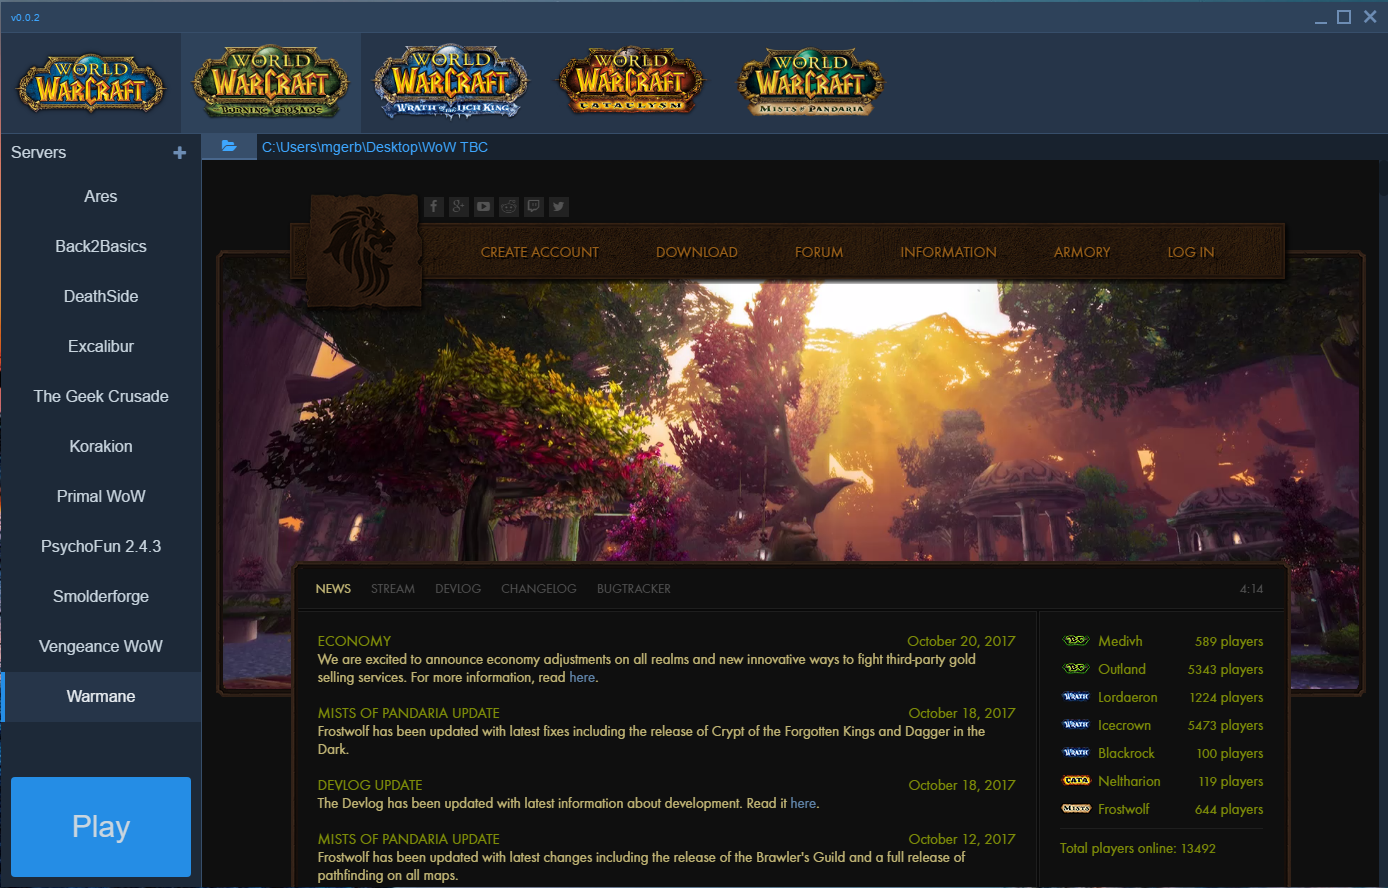 v0.0.2
WORLD
WARCRAFT
WORLD
WARCRAFT
BURNING CRUSADE
WORLD
WARCRAFT
WRATH OF THE LICH KING
WORLD
WARCRAFT
CATACLYSM
WORLD
WARCRAFT
MISTS OF PANDARIA
Servers
C:\Users\mgerb\Desktop\WoW TBC
Ares
Back2Basics
DeathSide
Excalibur
The Geek Crusade
Korakion
Primal WoW
PsychoFun 2.4.3
Smolderforge
Vengeance WoW
Warmane
Play
CREATE ACCOUNT DOWNLOAD FORUM INFORMATION ARMORY LOG IN
NEWS STREAM DEVLOG CHANGELOG BUGTRACKER 4:14
ECONOMY October 20, 2017
We are excited to announce economy adjustments on all realms and new innovative ways to fight third-party gold
selling services. For more information, read here.
MISTS OF PANDARIA UPDATE October 18, 2017
Frostwolf has been updated with latest fixes including the release of Crypt of the Forgotten Kings and Dagger in the
Dark.
DEVLOG UPDATE October 18, 2017
The Devlog has been updated with latest information about development. Read it here.
MISTS OF PANDARIA UPDATE October 12, 2017
Frostwolf has been updated with latest changes including the release of the Brawler's Guild and a full release of
pathfinding on all maps.
Medivh 589 players
Outland 5343 players
WRATH Lordaeron 1224 players
WRATH Icecrown 5473 players
WRATH Blackrock 100 players
CATA Neltharion 119 players
MISTS Frostwolf 644 players
Total players online: 13492